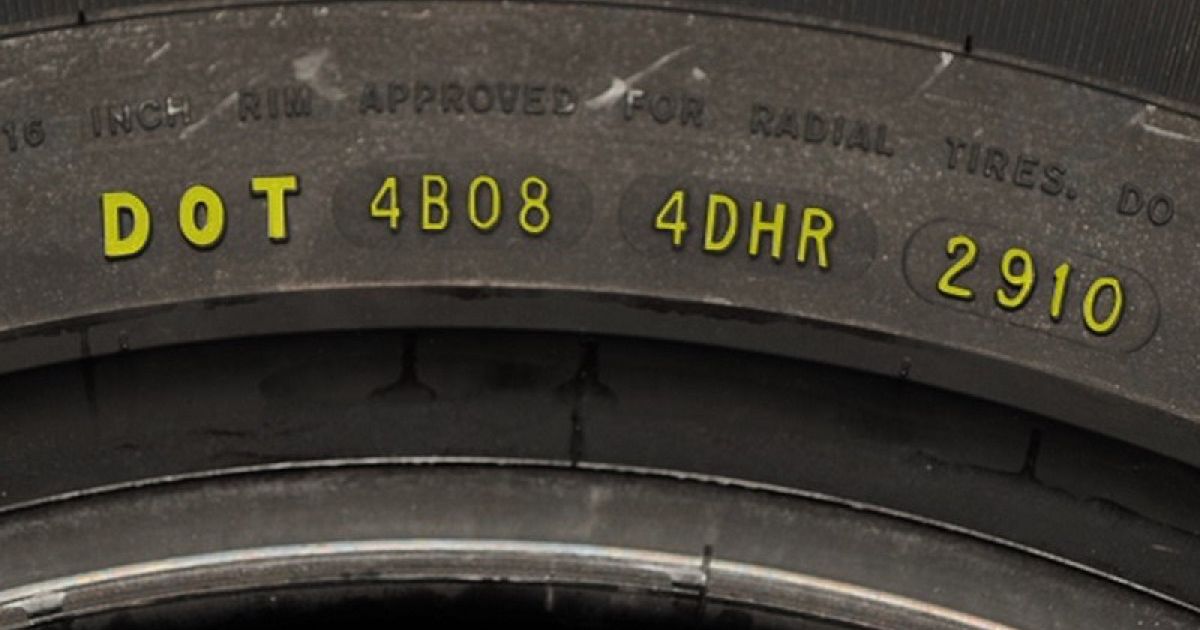 16 INCH RIM APPROVED FOR RADIAL TIRES. DO
DOT 4B08 4DHR 2910